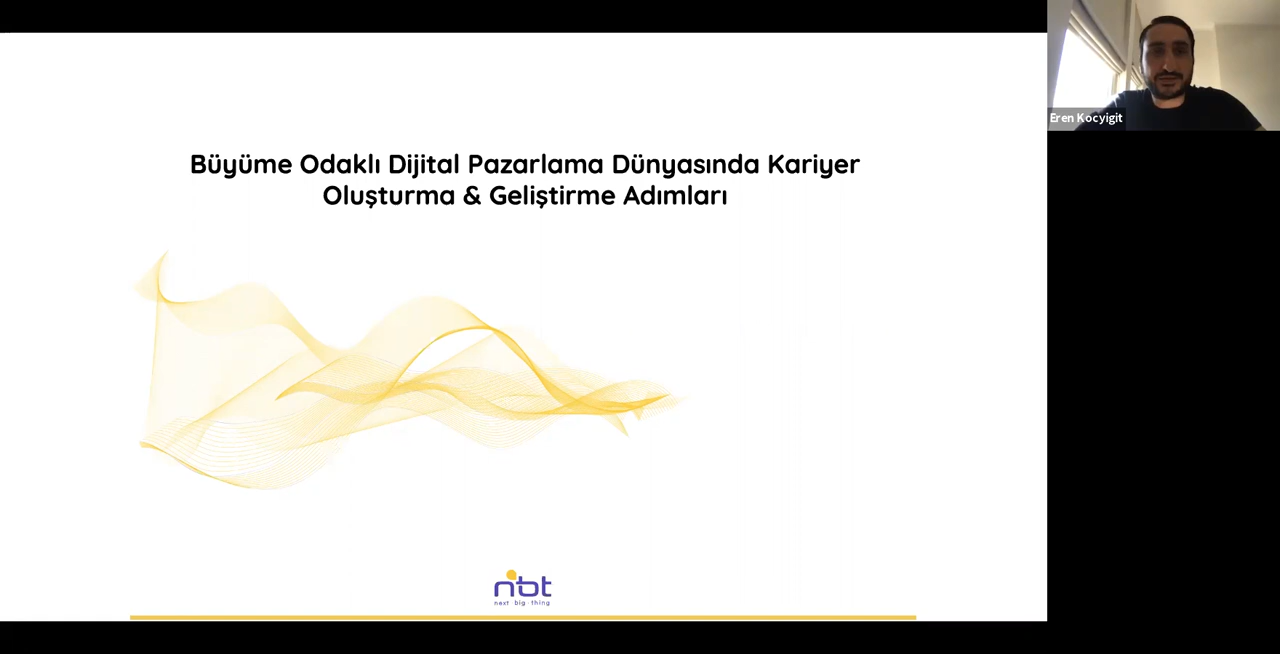 Büyüme Odaklı Dijital Pazarlama Dünyasında Kariyer
Oluşturma & Geliştirme Adımları
nbt
next big thing
Eren Kocyigit